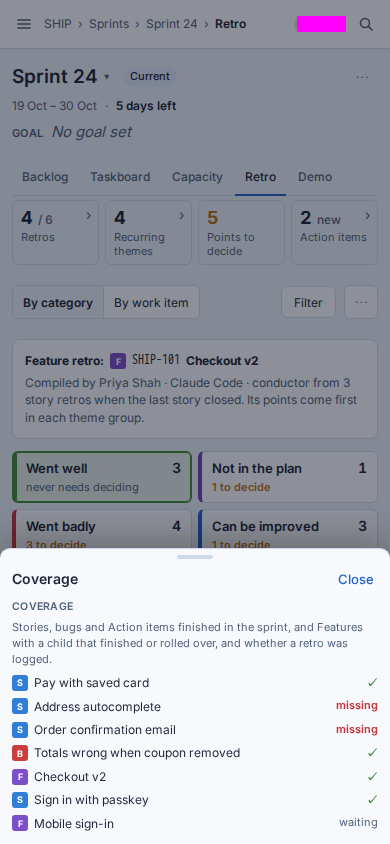 SHIP › Sprints › Sprint 24 › Retro
Sprint 24 ▾ Current ···
19 Oct – 30 Oct · 5 days left
GOAL No goal set
Backlog Taskboard Capacity Retro Demo
4 / 6 › 4 › 5 2 new ›
Retros Recurring themes Points to decide Action items
By category By work item Filter ···
Feature retro: F SHIP-101 Checkout v2
Compiled by Priya Shah · Claude Code · conductor from 3
story retros when the last story closed. Its points come first
in each theme group.
Went well 3 Not in the plan 1
never needs deciding 1 to decide
Went badly 4 Can be improved 3
3 to decide 1 to decide
Coverage Close
COVERAGE
Stories, bugs and Action items finished in the sprint, and Features
with a child that finished or rolled over, and whether a retro was
logged.
S Pay with saved card ✓
S Address autocomplete missing
S Order confirmation email missing
B Totals wrong when coupon removed ✓
F Checkout v2 ✓
S Sign in with passkey ✓
F Mobile sign-in waiting